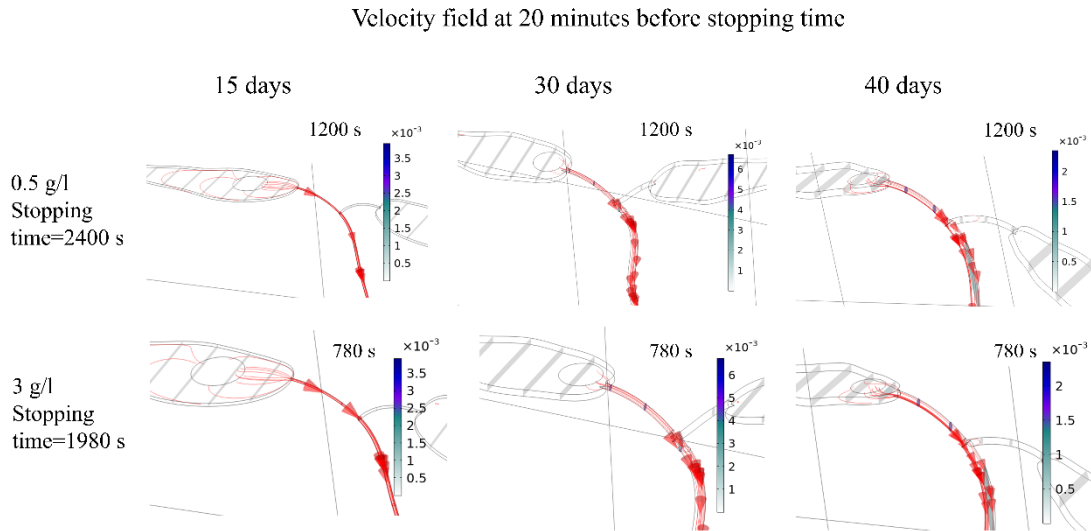 Velocity field at 20 minutes before stopping time
15 days
30 days
40 days
0.5 g/l
Stopping
time=2400 s
1200 s
×10⁻³
3.5
3
2.5
2
1.5
1
0.5
1200 s
×10⁻³
6
5
4
3
2
1
1200 s
×10⁻³
2
1.5
1
0.5
3 g/l
Stopping
time=1980 s
780 s
×10⁻³
3.5
3
2.5
2
1.5
1
0.5
780 s
×10⁻³
6
5
4
3
2
1
780 s
×10⁻³
2
1.5
1
0.5